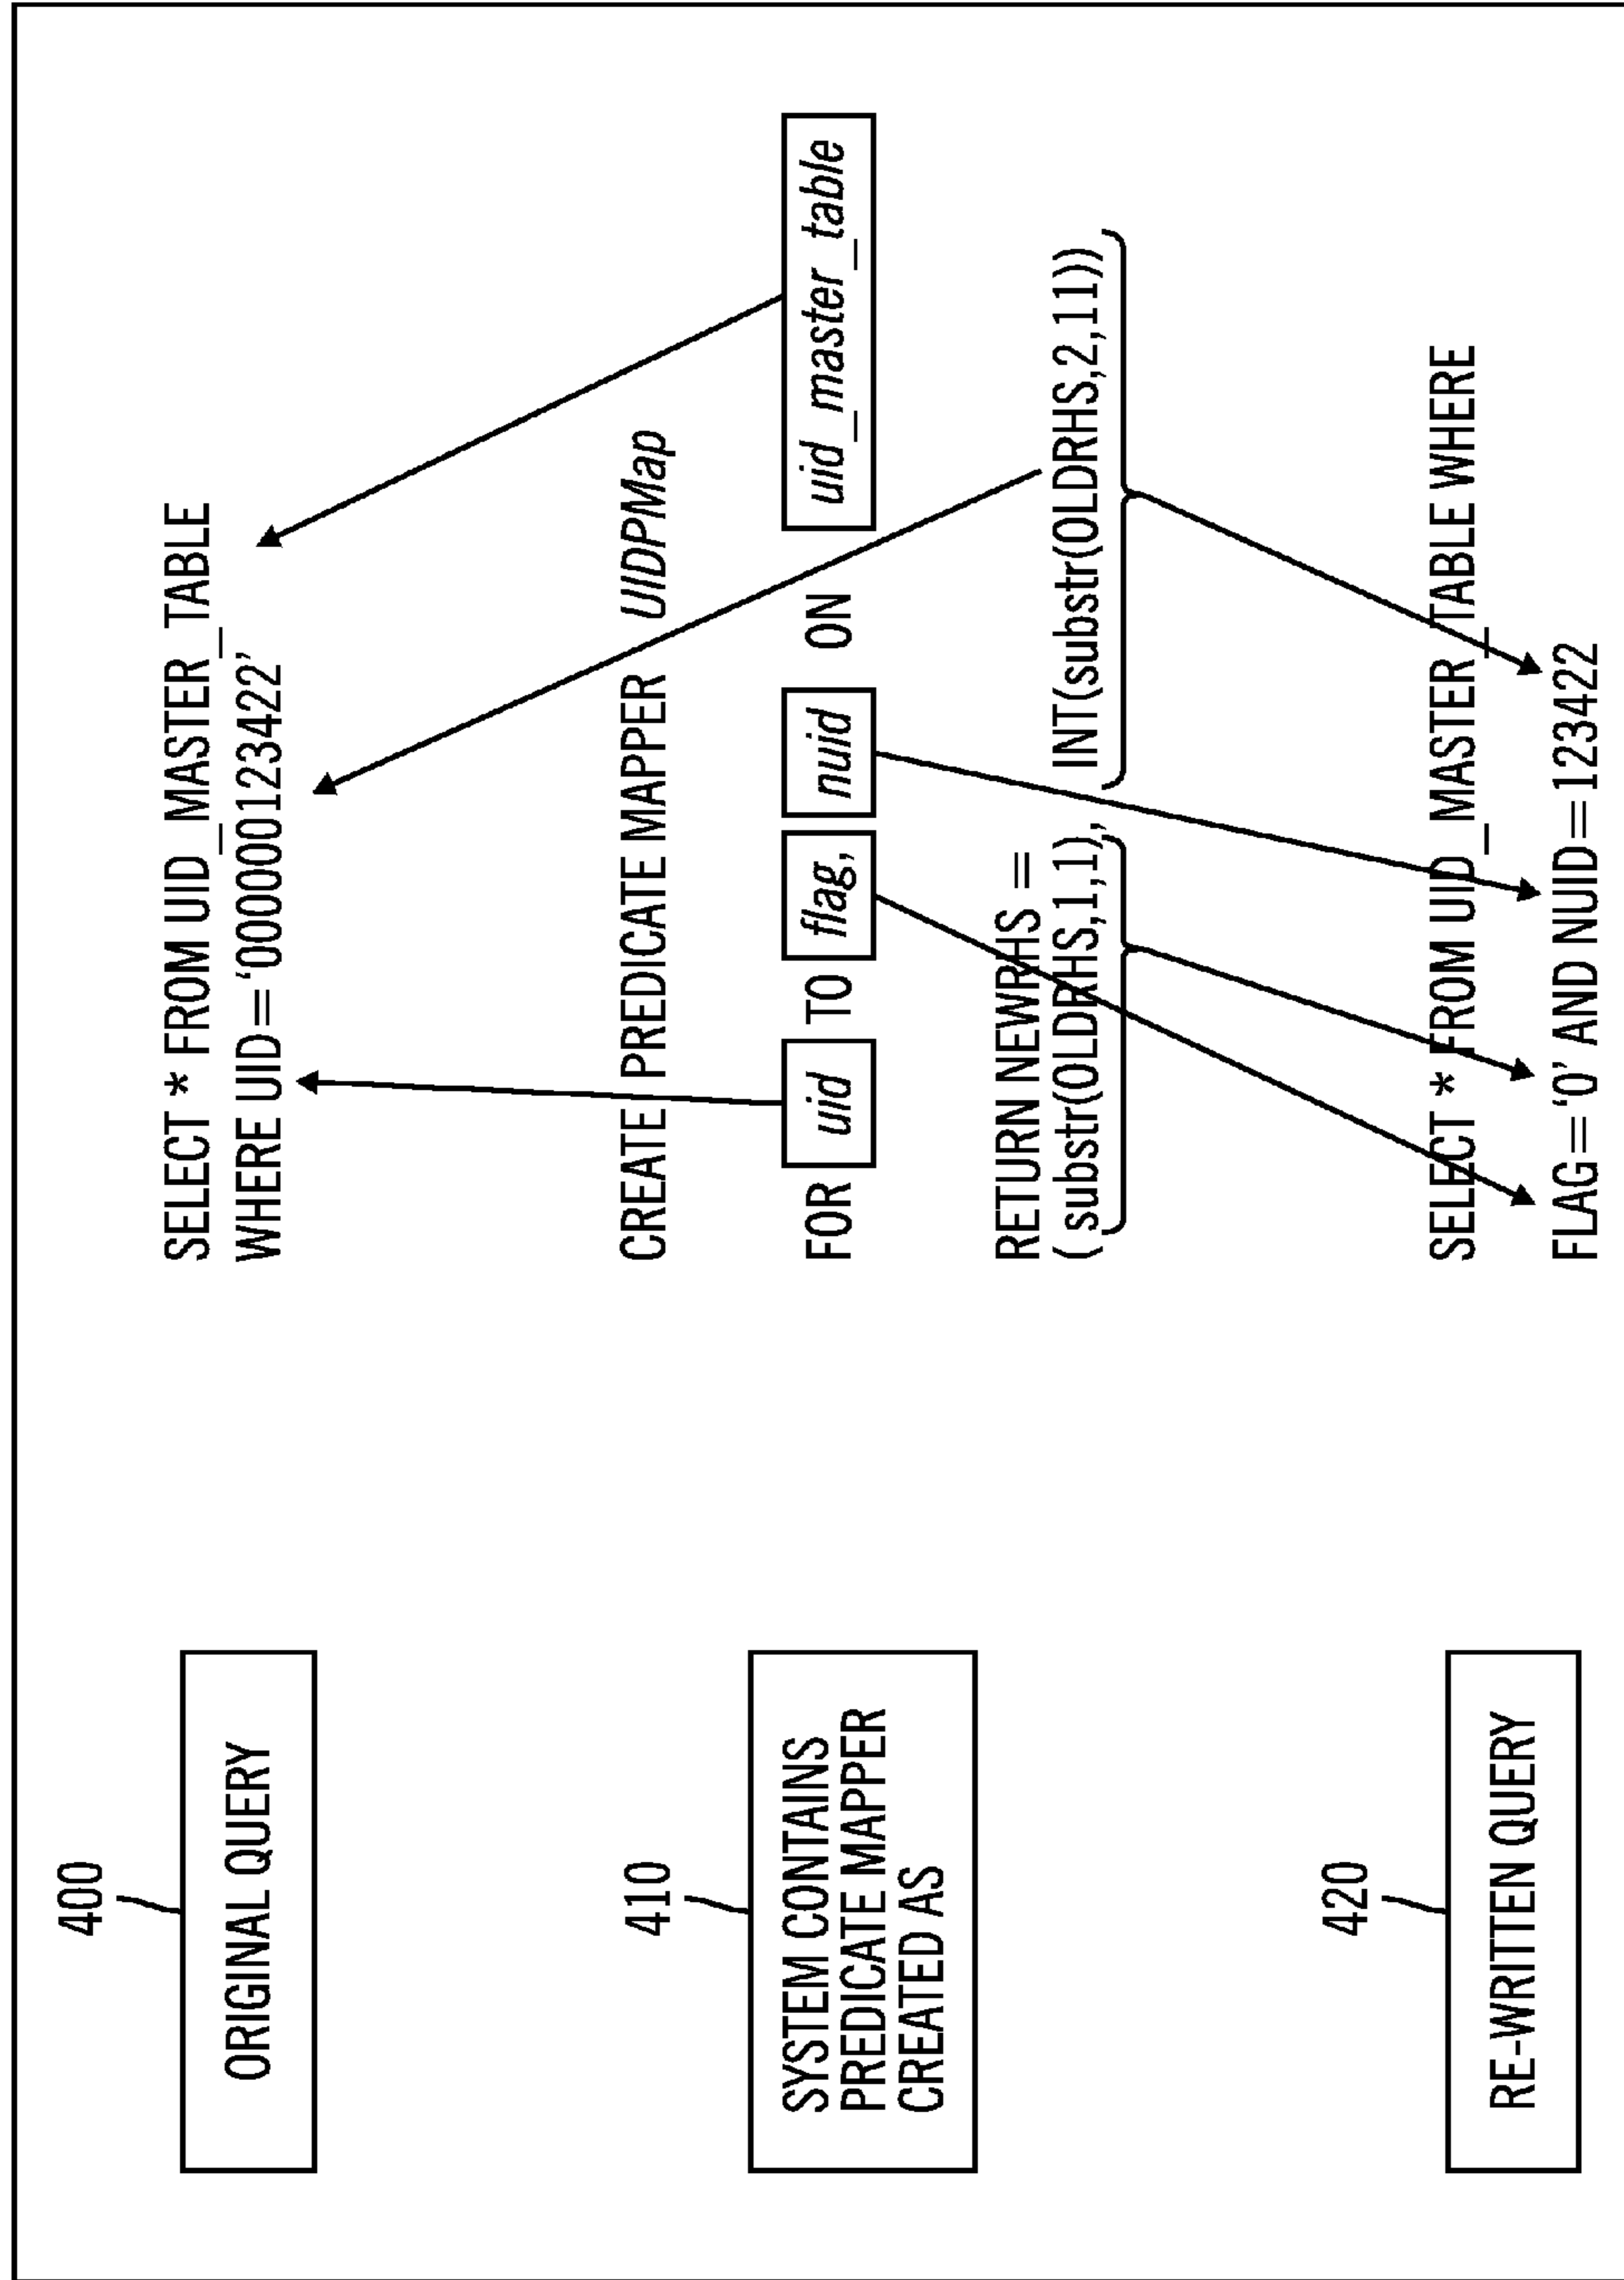 400
ORIGINAL QUERY
SELECT * FROM UID_MASTER_TABLE
WHERE UID='000000123422'
410
SYSTEM CONTAINS
PREDICATE MAPPER
CREATED AS
CREATE PREDICATE MAPPER UIDPMap
FOR uid TO flag, nuid ON uid_master_table
RETURN NEWRHS =
( substr(OLDRHS,1,1), INT(substr(OLDRHS,2,11))
420
RE-WRITTEN QUERY
SELECT * FROM UID_MASTER_TABLE WHERE
FLAG='0' AND NUID=123422